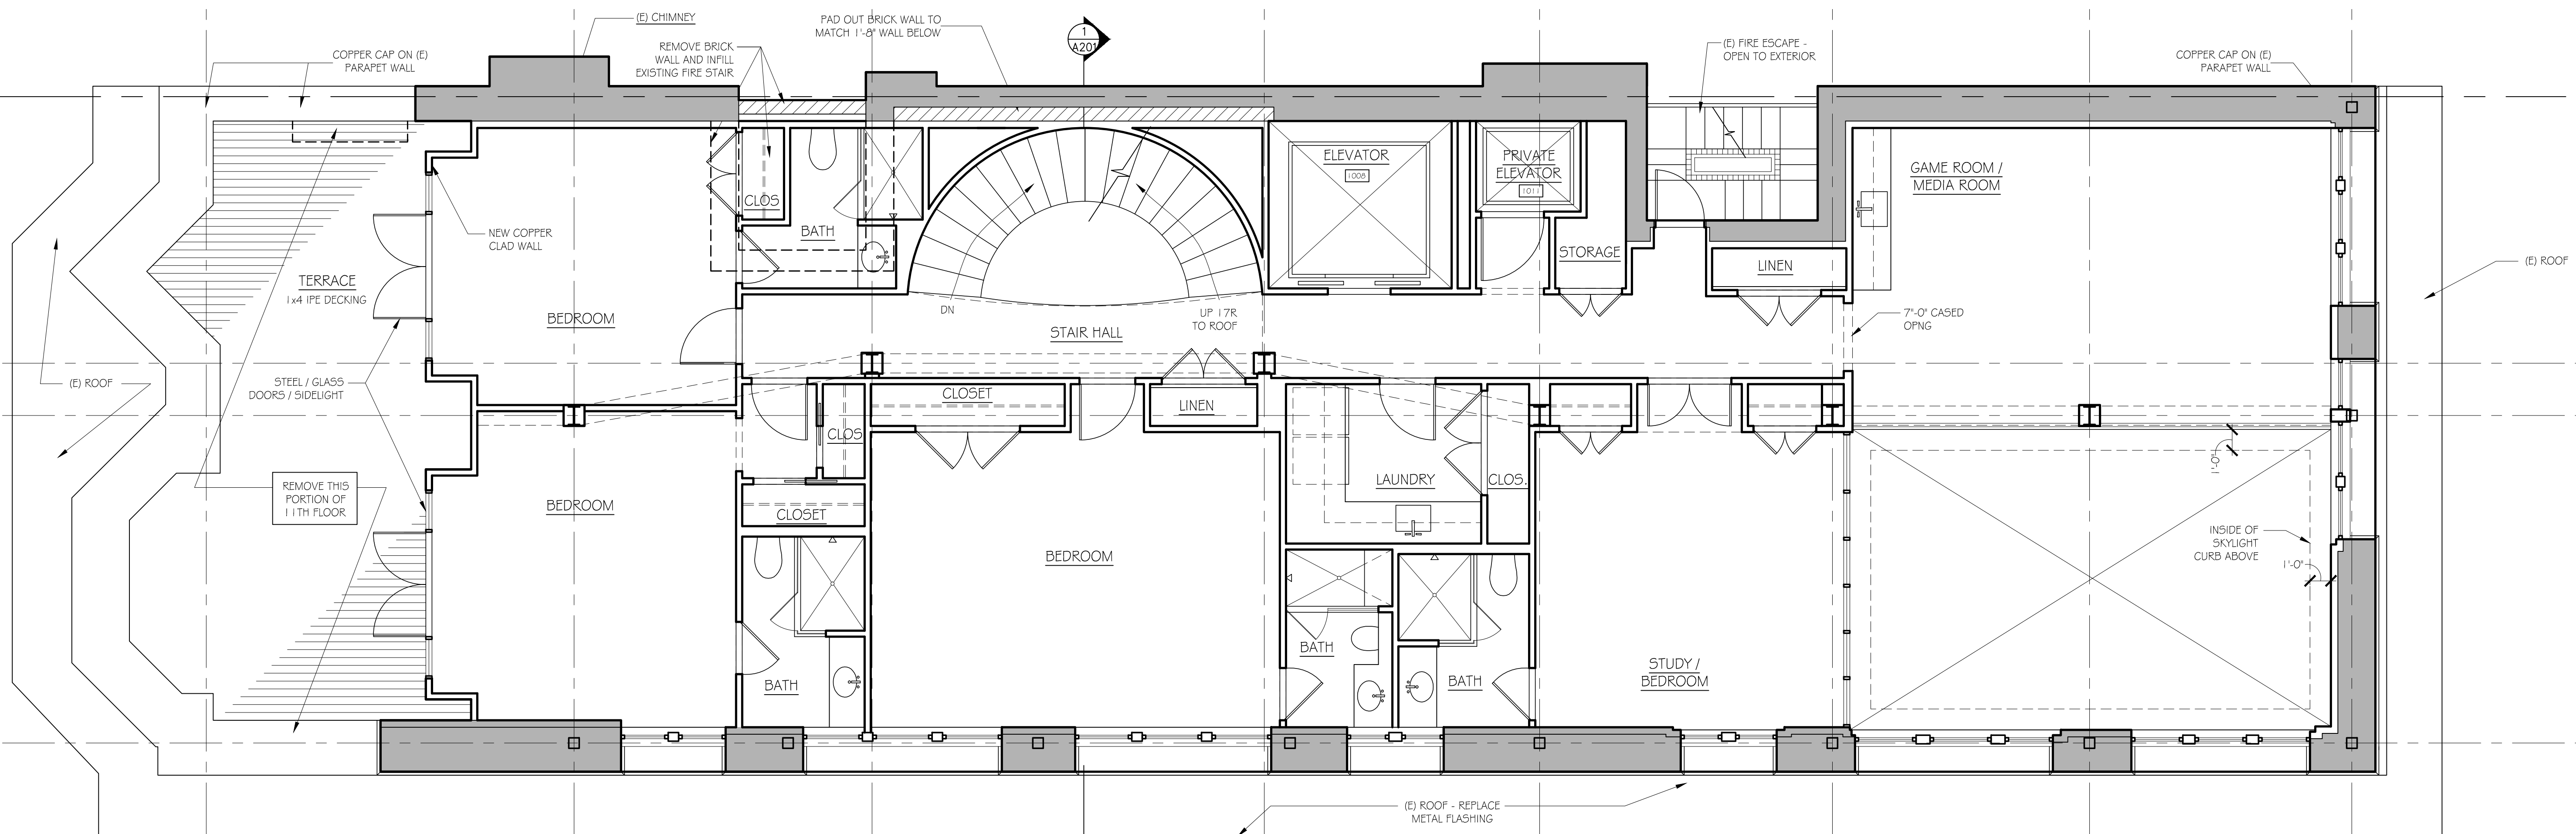 (E) CHIMNEY
PAD OUT BRICK WALL TO
MATCH 1'-8" WALL BELOW
1
A201
COPPER CAP ON (E)
PARAPET WALL
REMOVE BRICK
WALL AND INFILL
EXISTING FIRE STAIR
(E) FIRE ESCAPE -
OPEN TO EXTERIOR
COPPER CAP ON (E)
PARAPET WALL
ELEVATOR
1008
PRIVATE
ELEVATOR
1011
GAME ROOM /
MEDIA ROOM
CLOS
BATH
NEW COPPER
CLAD WALL
STORAGE
LINEN
(E) ROOF
TERRACE
1x4 IPE DECKING
BEDROOM
DN
UP 17R
TO ROOF
STAIR HALL
7"-0" CASED
OPNG
(E) ROOF
STEEL / GLASS
DOORS / SIDELIGHT
CLOSET
LINEN
CLOS
1'-0"
REMOVE THIS
PORTION OF
11TH FLOOR
BEDROOM
CLOSET
LAUNDRY
CLOS.
BEDROOM
INSIDE OF
SKYLIGHT
CURB ABOVE
1'-0"
BATH
BATH
BATH
STUDY /
BEDROOM
(E) ROOF - REPLACE
METAL FLASHING